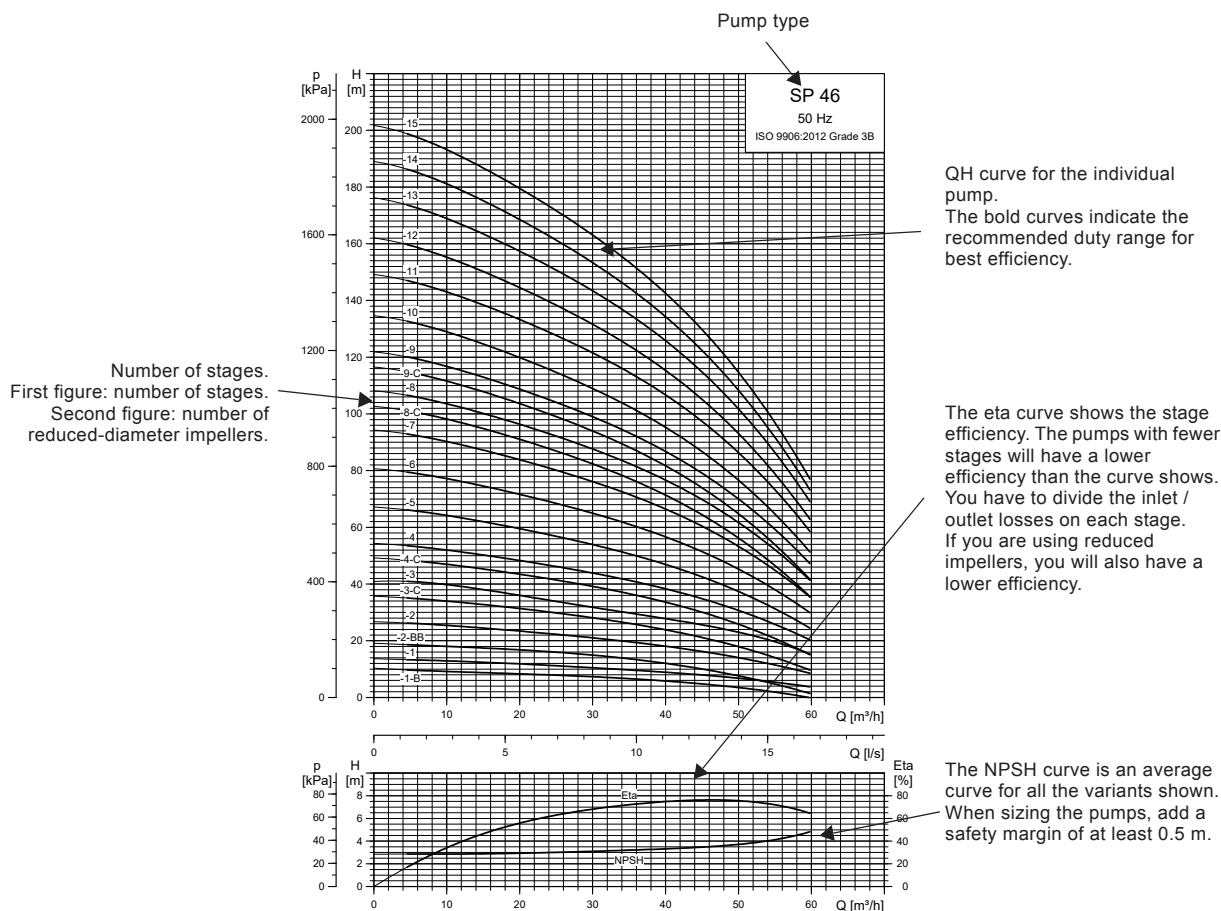 Pump type
p
[kPa]
H
[m]
SP 46
50 Hz
ISO 9906:2012 Grade 3B
2000
1600
1200
800
400
0
200
180
160
140
120
100
80
60
40
20
0
-15
-14
-13
-12
-11
-10
-9
-9-C
-8
-8-C
-7
-6
-5
-4
-4-C
-3
-3-C
-2
-2-BB
-1
-1-B
0 10 20 30 40 50 60 Q [m³/h]
0 5 10 15 Q [l/s]
QH curve for the individual
pump.
The bold curves indicate the
recommended duty range for
best efficiency.
Number of stages.
First figure: number of stages.
Second figure: number of
reduced-diameter impellers.
The eta curve shows the stage
efficiency. The pumps with fewer
stages will have a lower
efficiency than the curve shows.
You have to divide the inlet /
outlet losses on each stage.
If you are using reduced
impellers, you will also have a
lower efficiency.
p
[kPa]
H
[m]
Eta
[%]
80
60
40
20
0
8
6
4
2
0
Eta
NPSH
80
60
40
20
0
0 10 20 30 40 50 60 Q [m³/h]
The NPSH curve is an average
curve for all the variants shown.
When sizing the pumps, add a
safety margin of at least 0.5 m.